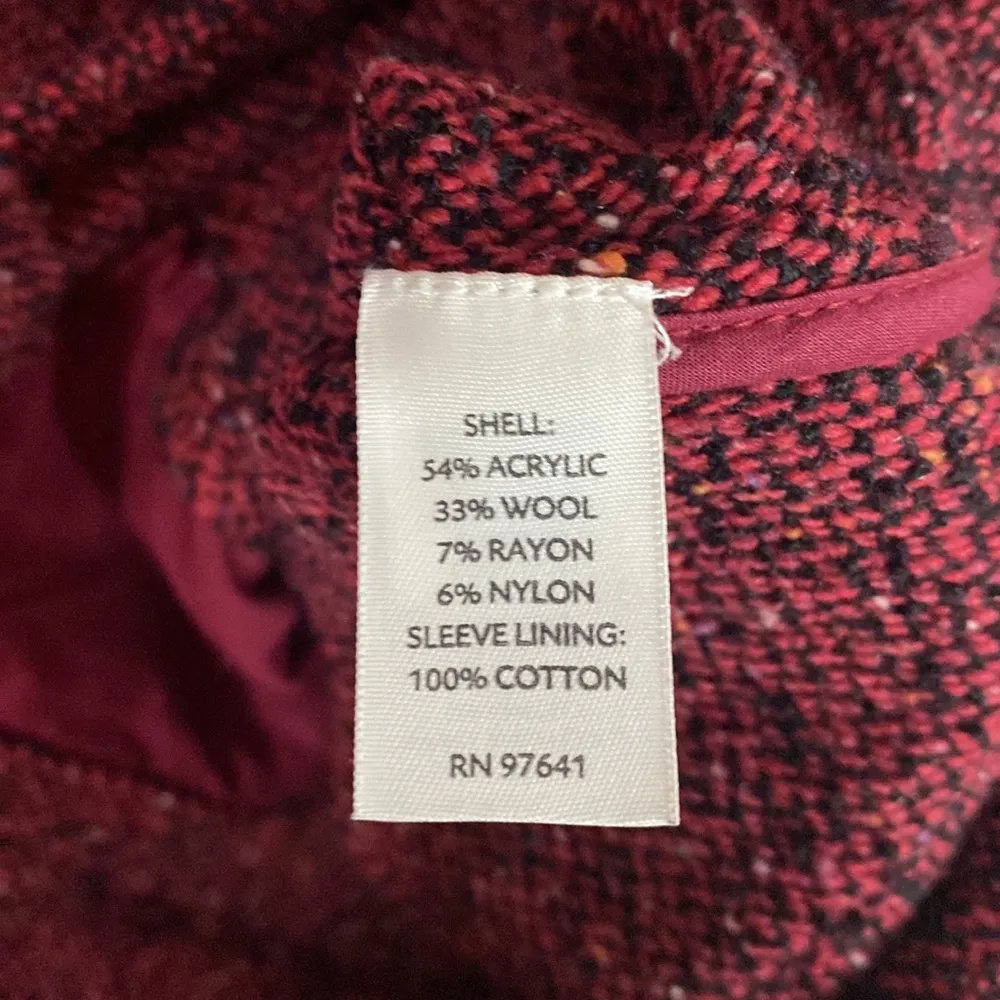 SHELL:
54% ACRYLIC
33% WOOL
7% RAYON
6% NYLON
SLEEVE LINING:
100% COTTON
RN 97641